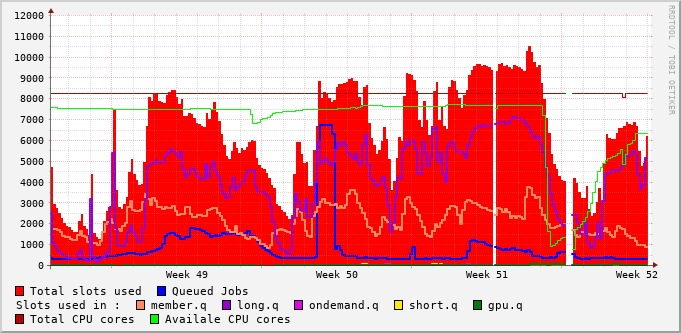 RRDTOOL / TOBI OETIKER
12000
11000
10000
9000
8000
7000
6000
5000
4000
3000
2000
1000
0
Week 49 Week 50 Week 51 Week 52
Total slots used Queued Jobs
Slots used in : member.q long.q ondemand.q short.q gpu.q
Total CPU cores Availale CPU cores